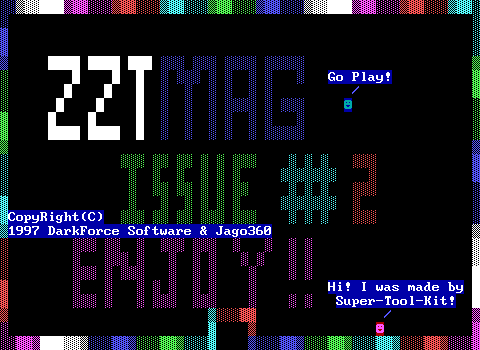 ZZT MAG
Go Play!
ISSUE #2
CopyRight(C)
1997 DarkForce Software & Jago360
ENJOY!!
Hi! I was made by
Super-Tool-Kit!